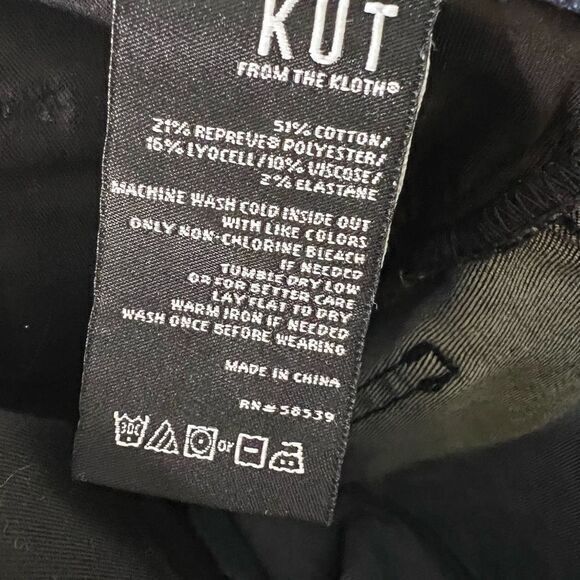 KUT
FROM THE KLOTH®
51% COTTON/
21% REPREVE® POLYESTER/
16% LYOCELL/10% VISCOSE/
2% ELASTANE
MACHINE WASH COLD INSIDE OUT
WITH LIKE COLORS
ONLY NON-CHLORINE BLEACH
IF NEEDED
TUMBLE DRY LOW
OR FOR BETTER CARE
LAY FLAT TO DRY
WARM IRON IF NEEDED
WASH ONCE BEFORE WEARING
MADE IN CHINA
RN#58539
30C or